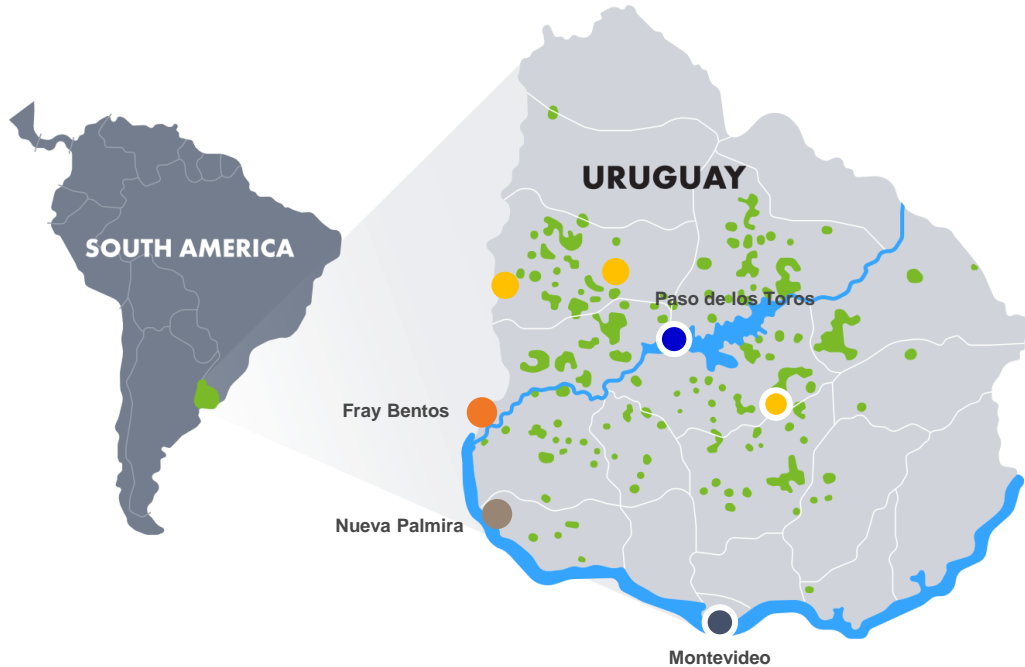 URUGUAY
SOUTH AMERICA
Paso de los Toros
Fray Bentos
Nueva Palmira
Montevideo